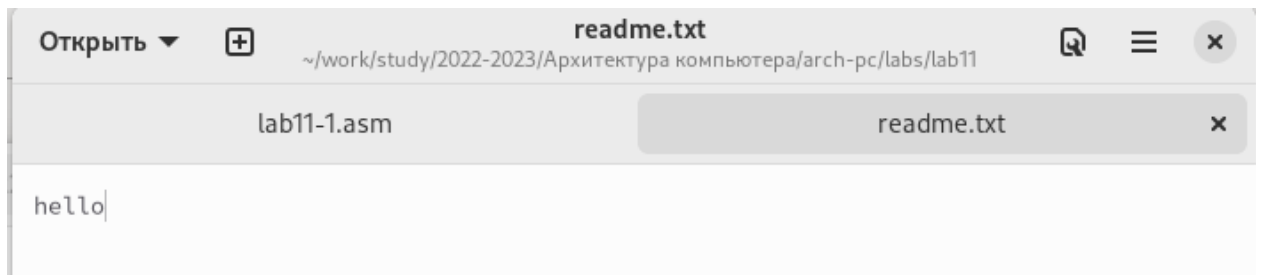 Открыть
readme.txt
~/work/study/2022-2023/Архитектура компьютера/arch-pc/labs/lab11
lab11-1.asm
readme.txt
hello